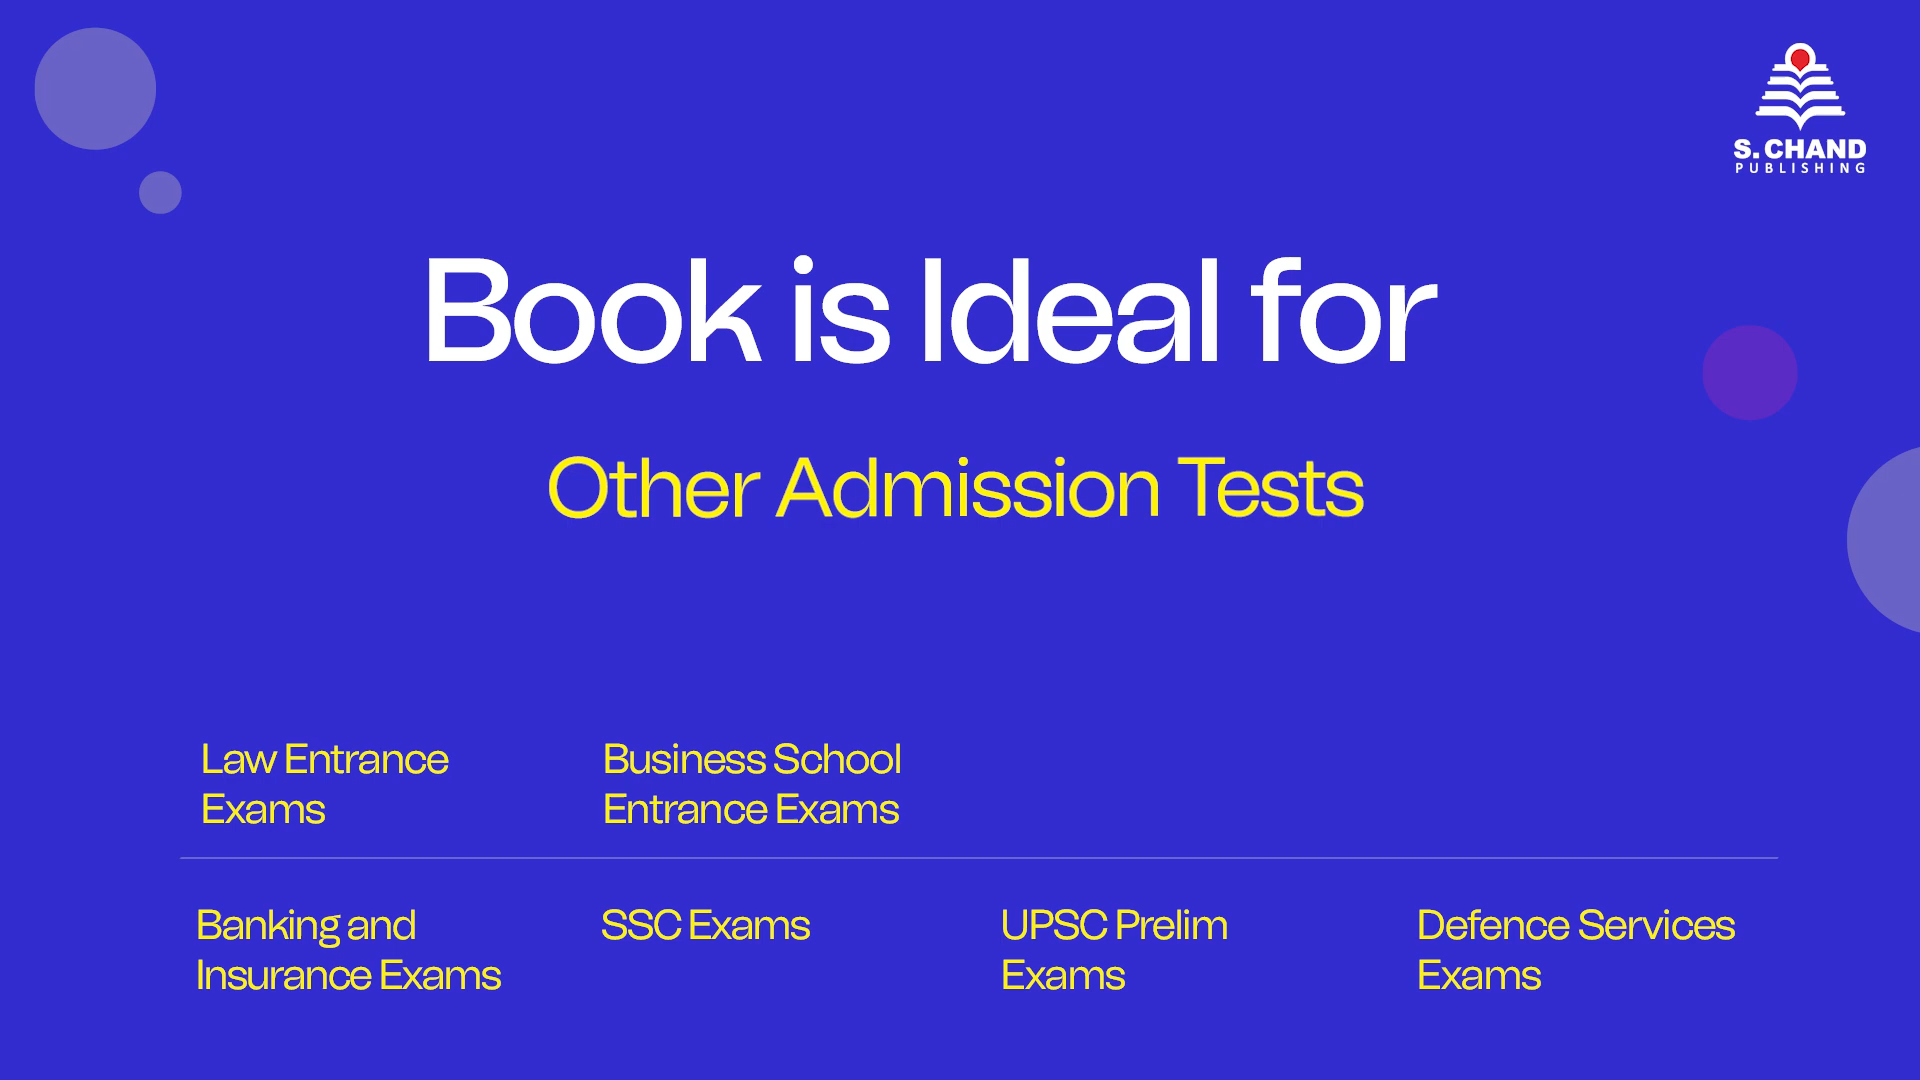 S. CHAND
PUBLISHING
Book is Ideal for
Other Admission Tests
Law Entrance
Exams
Business School
Entrance Exams
Banking and
Insurance Exams
SSC Exams
UPSC Prelim
Exams
Defence Services
Exams